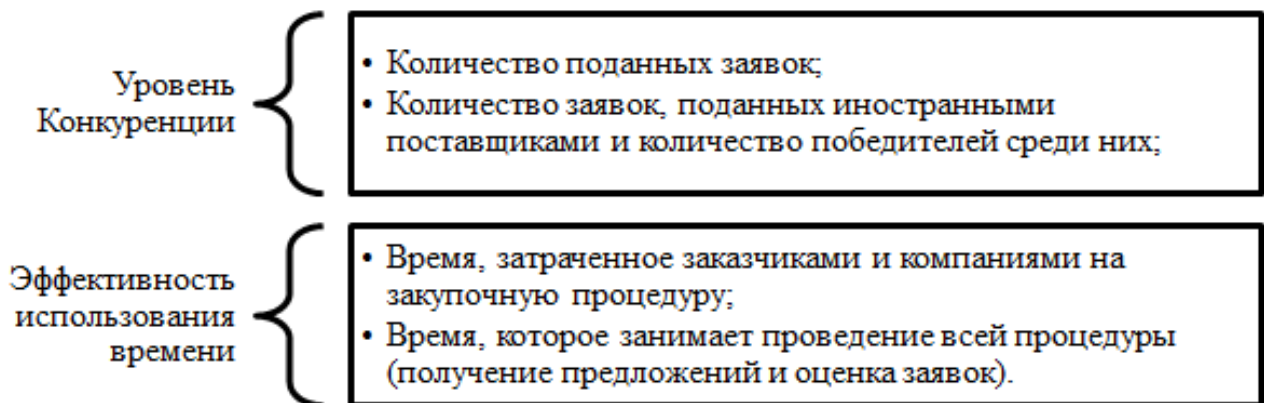 Уровень
Конкуренции
• Количество поданных заявок;
• Количество заявок, поданных иностранными
поставщиками и количество победителей среди них;
Эффективность
использования
времени
• Время, затраченное заказчиками и компаниями на
закупочную процедуру;
• Время, которое занимает проведение всей процедуры
(получение предложений и оценка заявок).